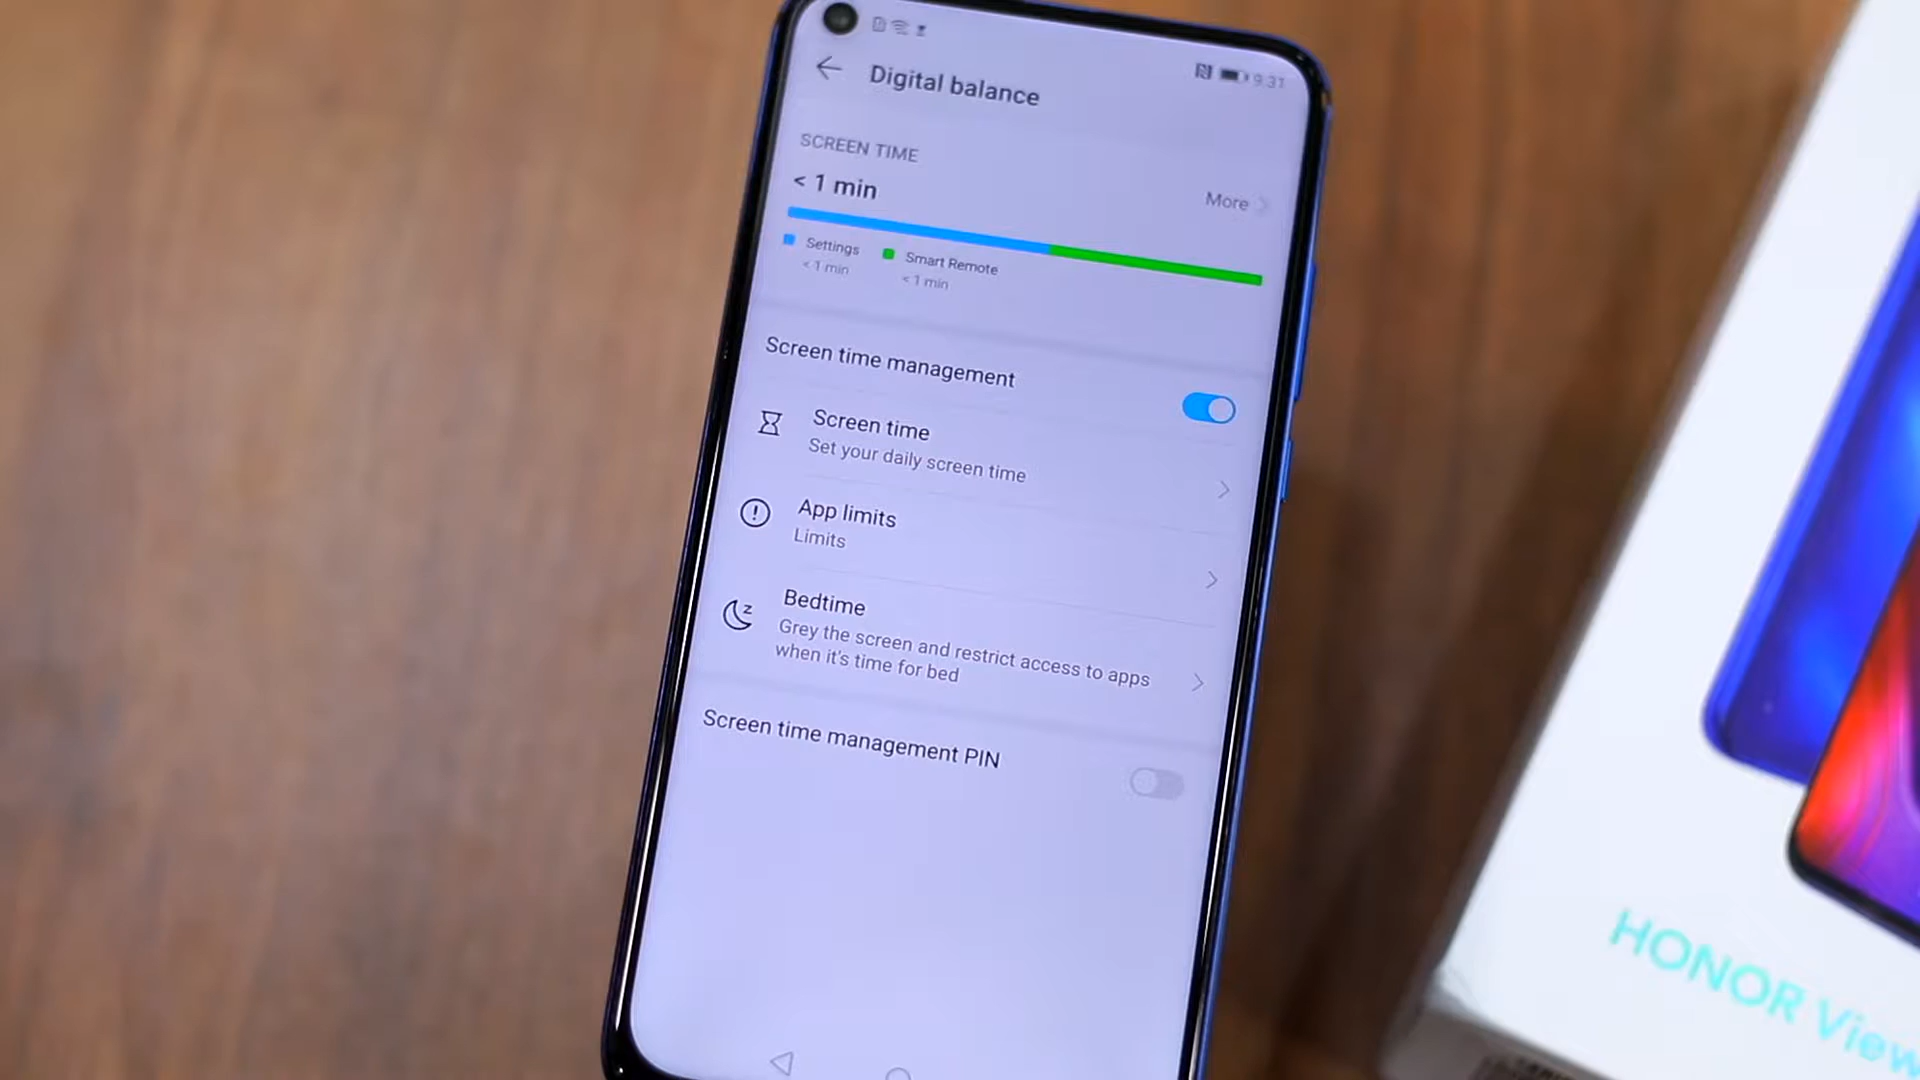 9:31
Digital balance
SCREEN TIME
< 1 min
More
Settings
< 1 min
Smart Remote
< 1 min
Screen time management
Screen time
Set your daily screen time
App limits
Limits
Bedtime
Grey the screen and restrict access to apps
when it's time for bed
Screen time management PIN
HONOR View